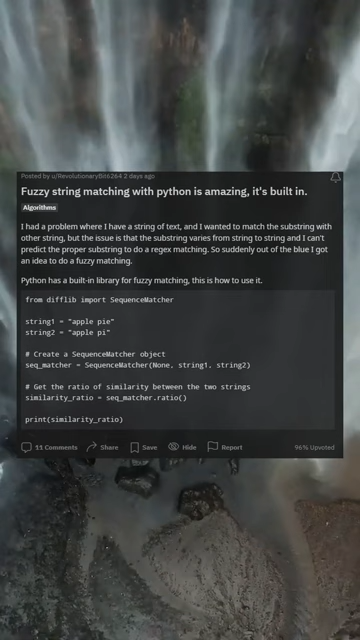 Posted by u/RevolutionaryBit6264 2 days ago
Fuzzy string matching with python is amazing, it's built in.
Algorithms
I had a problem where I have a string of text, and I wanted to match the substring with
other string, but the issue is that the substring varies from string to string and I can't
predict the proper substring to do a regex matching. So suddenly out of the blue I got
an idea to do a fuzzy matching.
Python has a built-in library for fuzzy matching, this is how to use it.
from difflib import SequenceMatcher
string1 = "apple pie"
string2 = "apple pi"
# Create a SequenceMatcher object
seq_matcher = SequenceMatcher(None, string1, string2)
# Get the ratio of similarity between the two strings
similarity_ratio = seq_matcher.ratio()
print(similarity_ratio)
11 Comments Share Save Hide Report 96% Upvoted